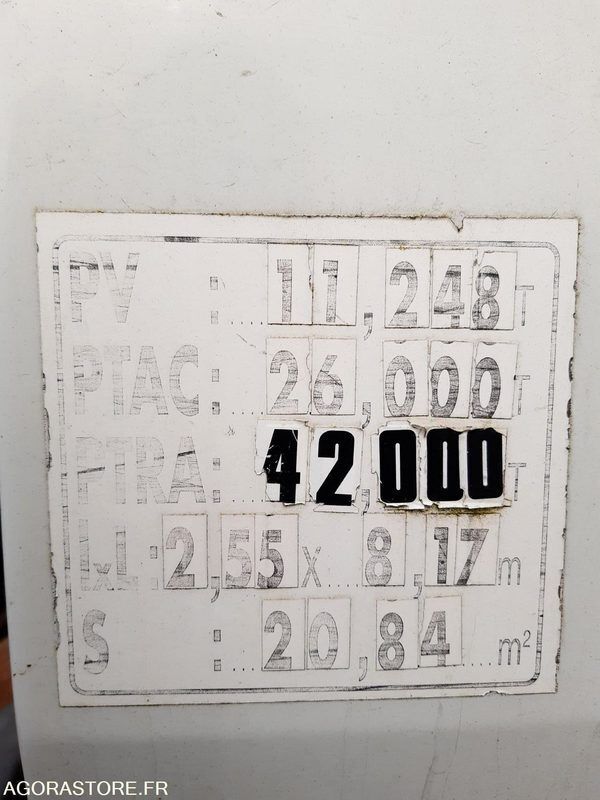 PV : ....11,248 T
PTAC : ....26,000 T
PTRA : ....42,000 T
lxL : 2,55 x ...8,17 m
S : ....20,84....m²
AGORASTORE.FR